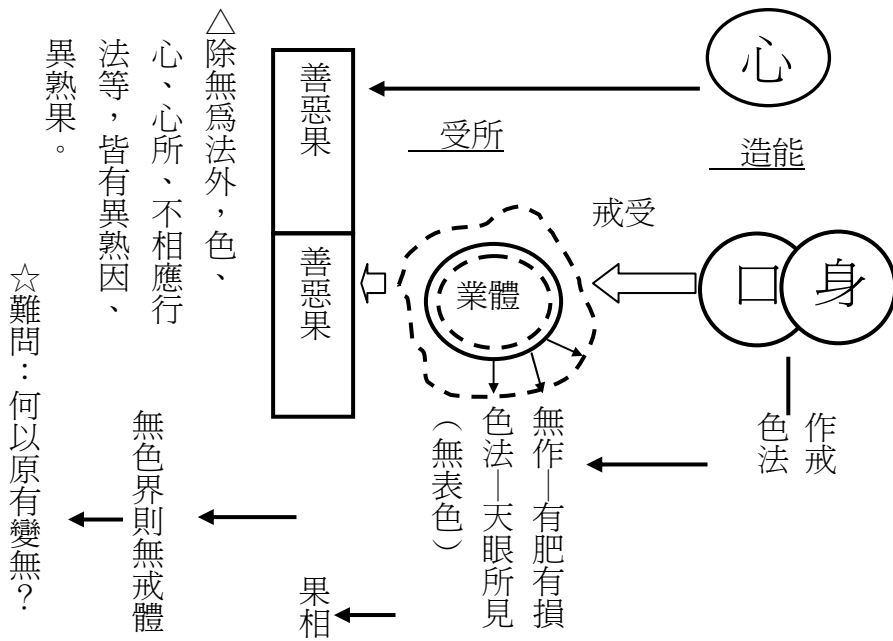 心
造能
受所
善惡果
身
口
戒受
業體
善惡果
作戒
色法
無作—有肥有損
色法—天眼所見
（無表色）
果相
無色界則無戒體
☆難問：何以原有變無？
△除無爲法外，色、
心、心所、不相應行
法等，皆有異熟因、
異熟果。